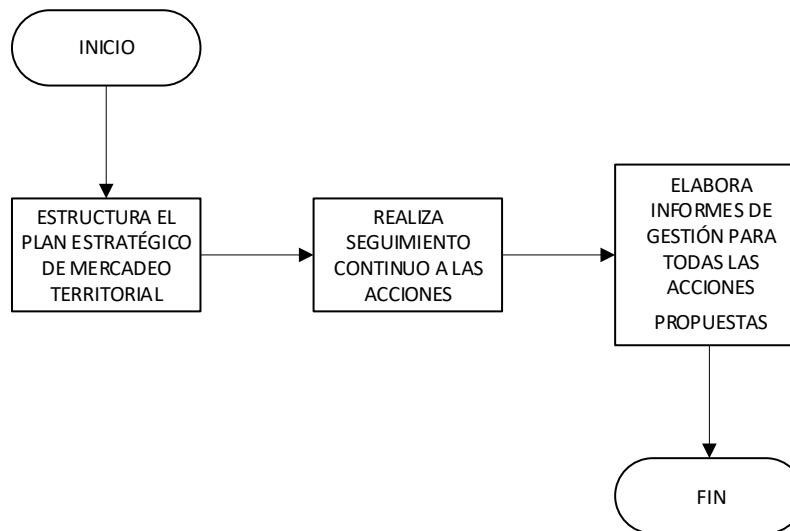 INICIO
ESTRUCTURA EL
PLAN ESTRATÉGICO
DE MERCADEO
TERRITORIAL
REALIZA
SEGUIMIENTO
CONTINUO A LAS
ACCIONES
ELABORA
INFORMES DE
GESTIÓN PARA
TODAS LAS
ACCIONES
PROPUESTAS
FIN